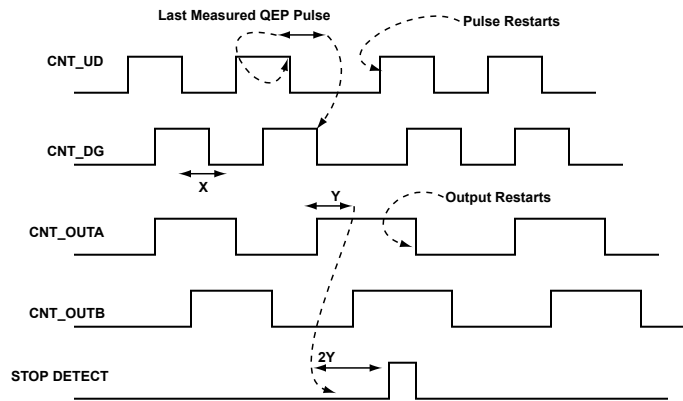 Last Measured QEP Pulse
Pulse Restarts
CNT_UD
CNT_DG
X
Y
Output Restarts
CNT_OUTA
CNT_OUTB
2Y
STOP DETECT